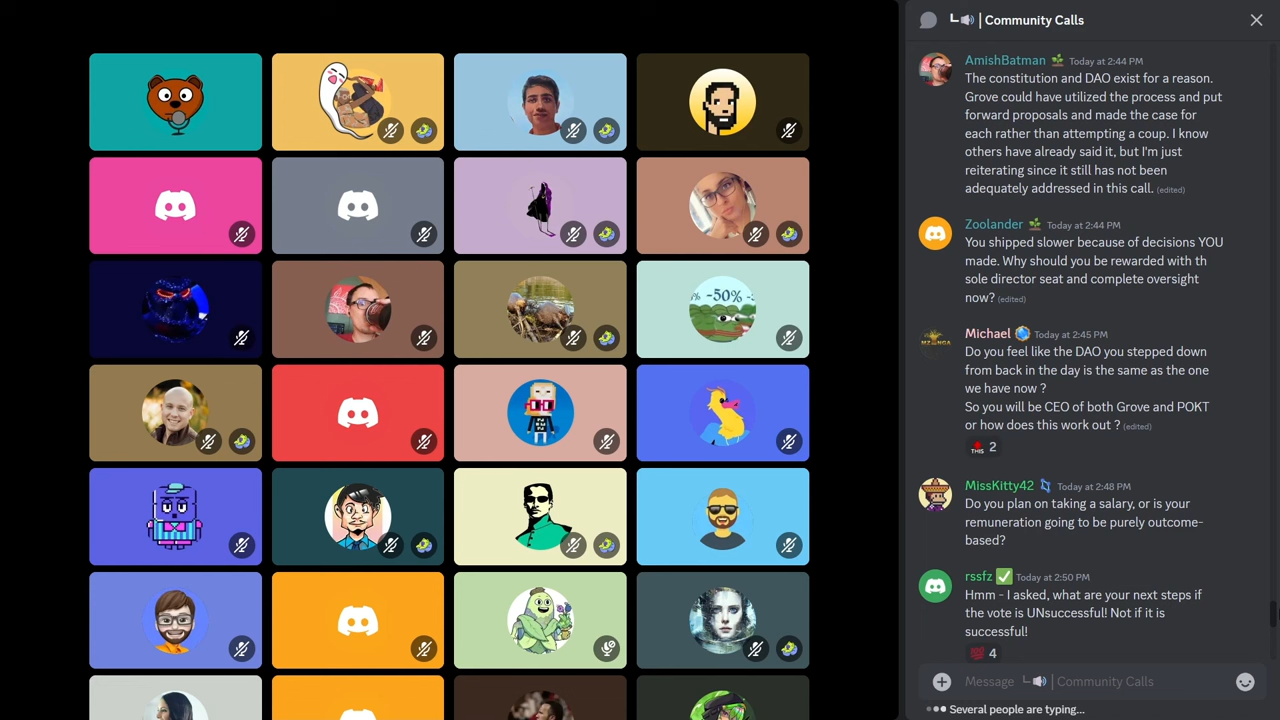 Community Calls
AmishBatman Today at 2:44 PM
The constitution and DAO exist for a reason.
Grove could have utilized the process and put
forward proposals and made the case for
each rather than attempting a coup. I know
others have already said it, but I'm just
reiterating since it still has not been
adequately addressed in this call. (edited)
-50%
Zoolander Today at 2:44 PM
You shipped slower because of decisions YOU
made. Why should you be rewarded with th
sole director seat and complete oversight
now? (edited)
Michael Today at 2:45 PM
Do you feel like the DAO you stepped down
from back in the day is the same as the one
we have now ?
So you will be CEO of both Grove and POKT
or how does this work out ? (edited)
THIS 2
MissKitty42 Today at 2:48 PM
Do you plan on taking a salary, or is your
remuneration going to be purely outcome-
based?
rssfz Today at 2:50 PM
Hmm - I asked, what are your next steps if
the vote is UNsuccessful! Not if it is
successful!
💯 4
Message Community Calls
Several people are typing...